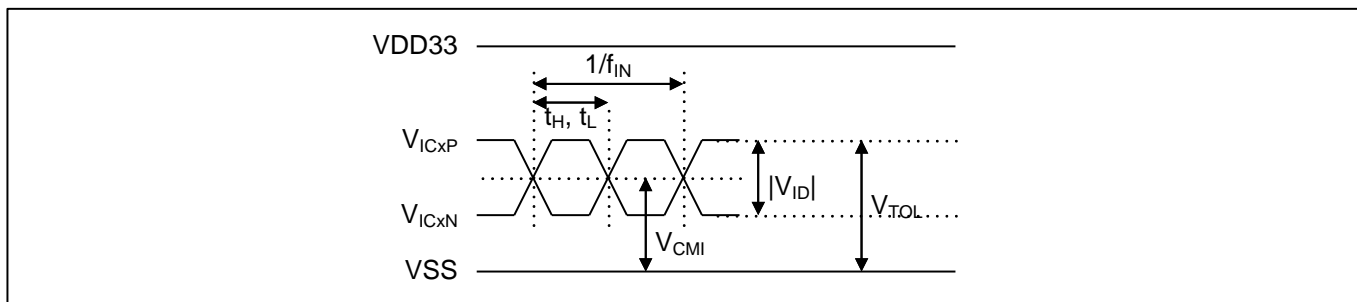 VDD33
1/fIN
tH, tL
VICxP
|VID|
VTOL
VICxN
VCMI
VSS